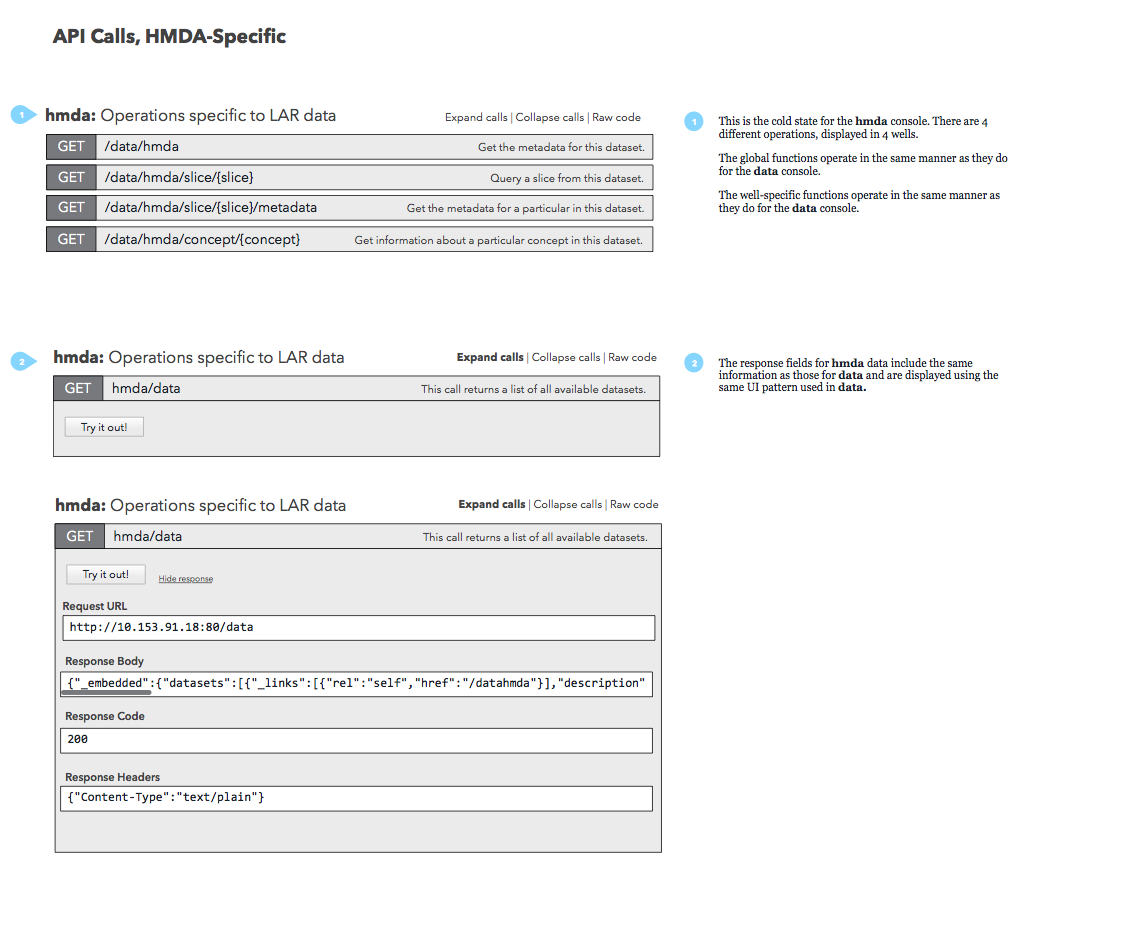 API Calls, HMDA-Specific
1 hmda: Operations specific to LAR data Expand calls | Collapse calls | Raw code
GET /data/hmda Get the metadata for this dataset.
GET /data/hmda/slice/{slice} Query a slice from this dataset.
GET /data/hmda/slice/{slice}/metadata Get the metadata for a particular in this dataset.
GET /data/hmda/concept/{concept} Get information about a particular concept in this dataset.
1 This is the cold state for the hmda console. There are 4
different operations, displayed in 4 wells.
The global functions operate in the same manner as they do
for the data console.
The well-specific functions operate in the same manner as
they do for the data console.
2 hmda: Operations specific to LAR data Expand calls | Collapse calls | Raw code
GET hmda/data This call returns a list of all available datasets.
Try it out!
2 The response fields for hmda data include the same
information as those for data and are displayed using the
same UI pattern used in data.
hmda: Operations specific to LAR data Expand calls | Collapse calls | Raw code
GET hmda/data This call returns a list of all available datasets.
Try it out! Hide response
Request URL
http://10.153.91.18:80/data
Response Body
{"_embedded":{"datasets":[{"_links":[{"rel":"self","href":"/datahmda"}],"description"
Response Code
200
Response Headers
{"Content-Type":"text/plain"}